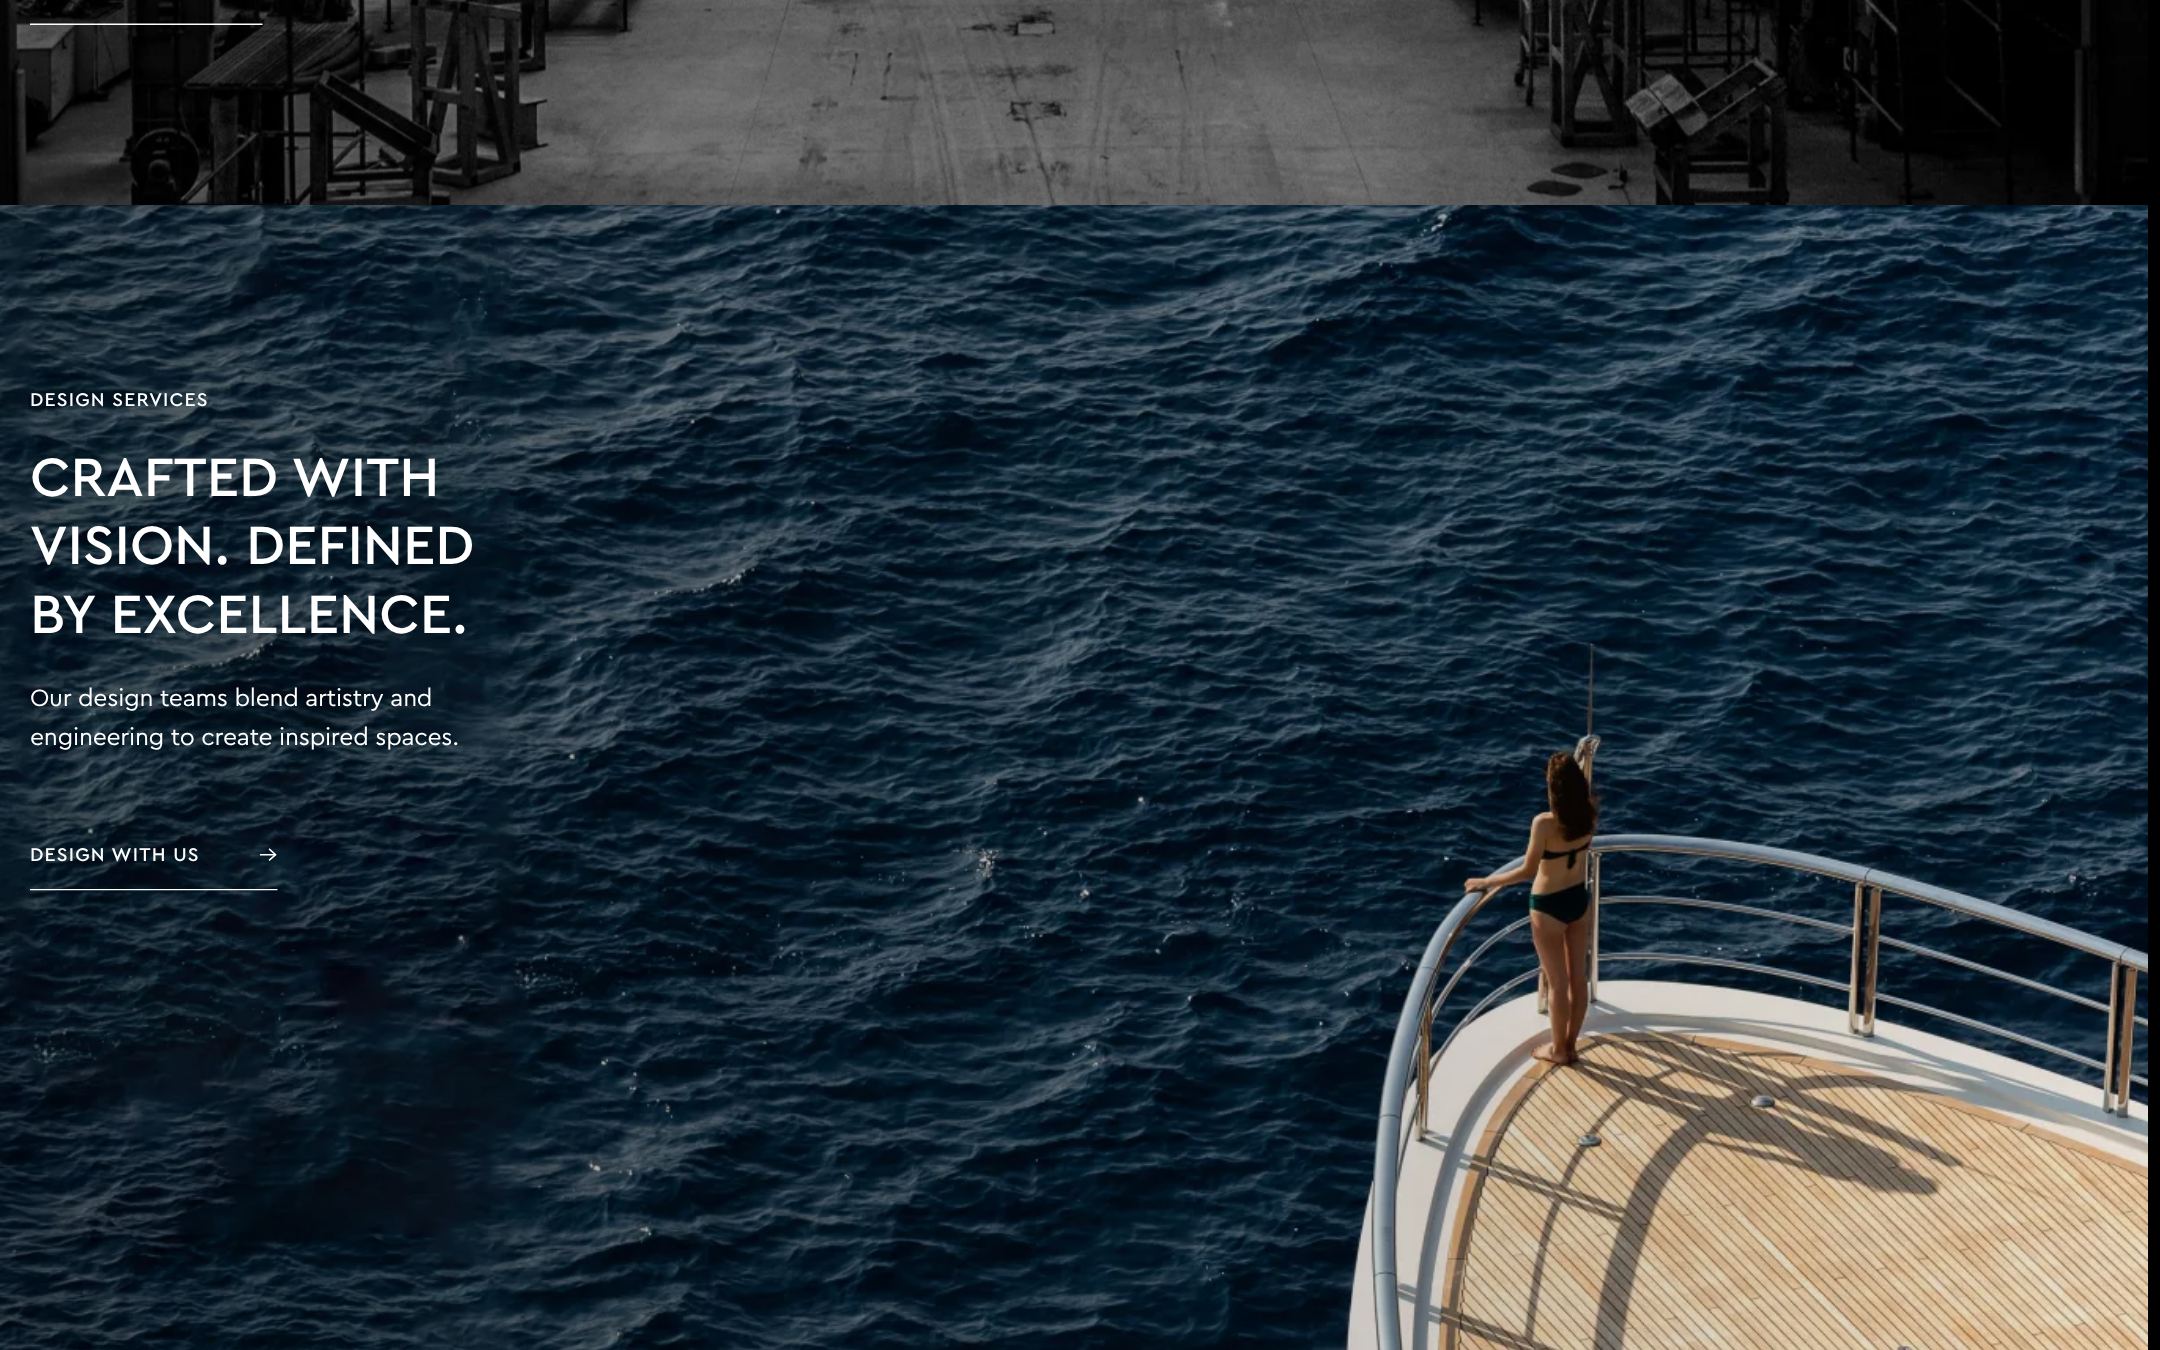 DESIGN SERVICES
CRAFTED WITH
VISION. DEFINED
BY EXCELLENCE.
Our design teams blend artistry and
engineering to create inspired spaces.
DESIGN WITH US →